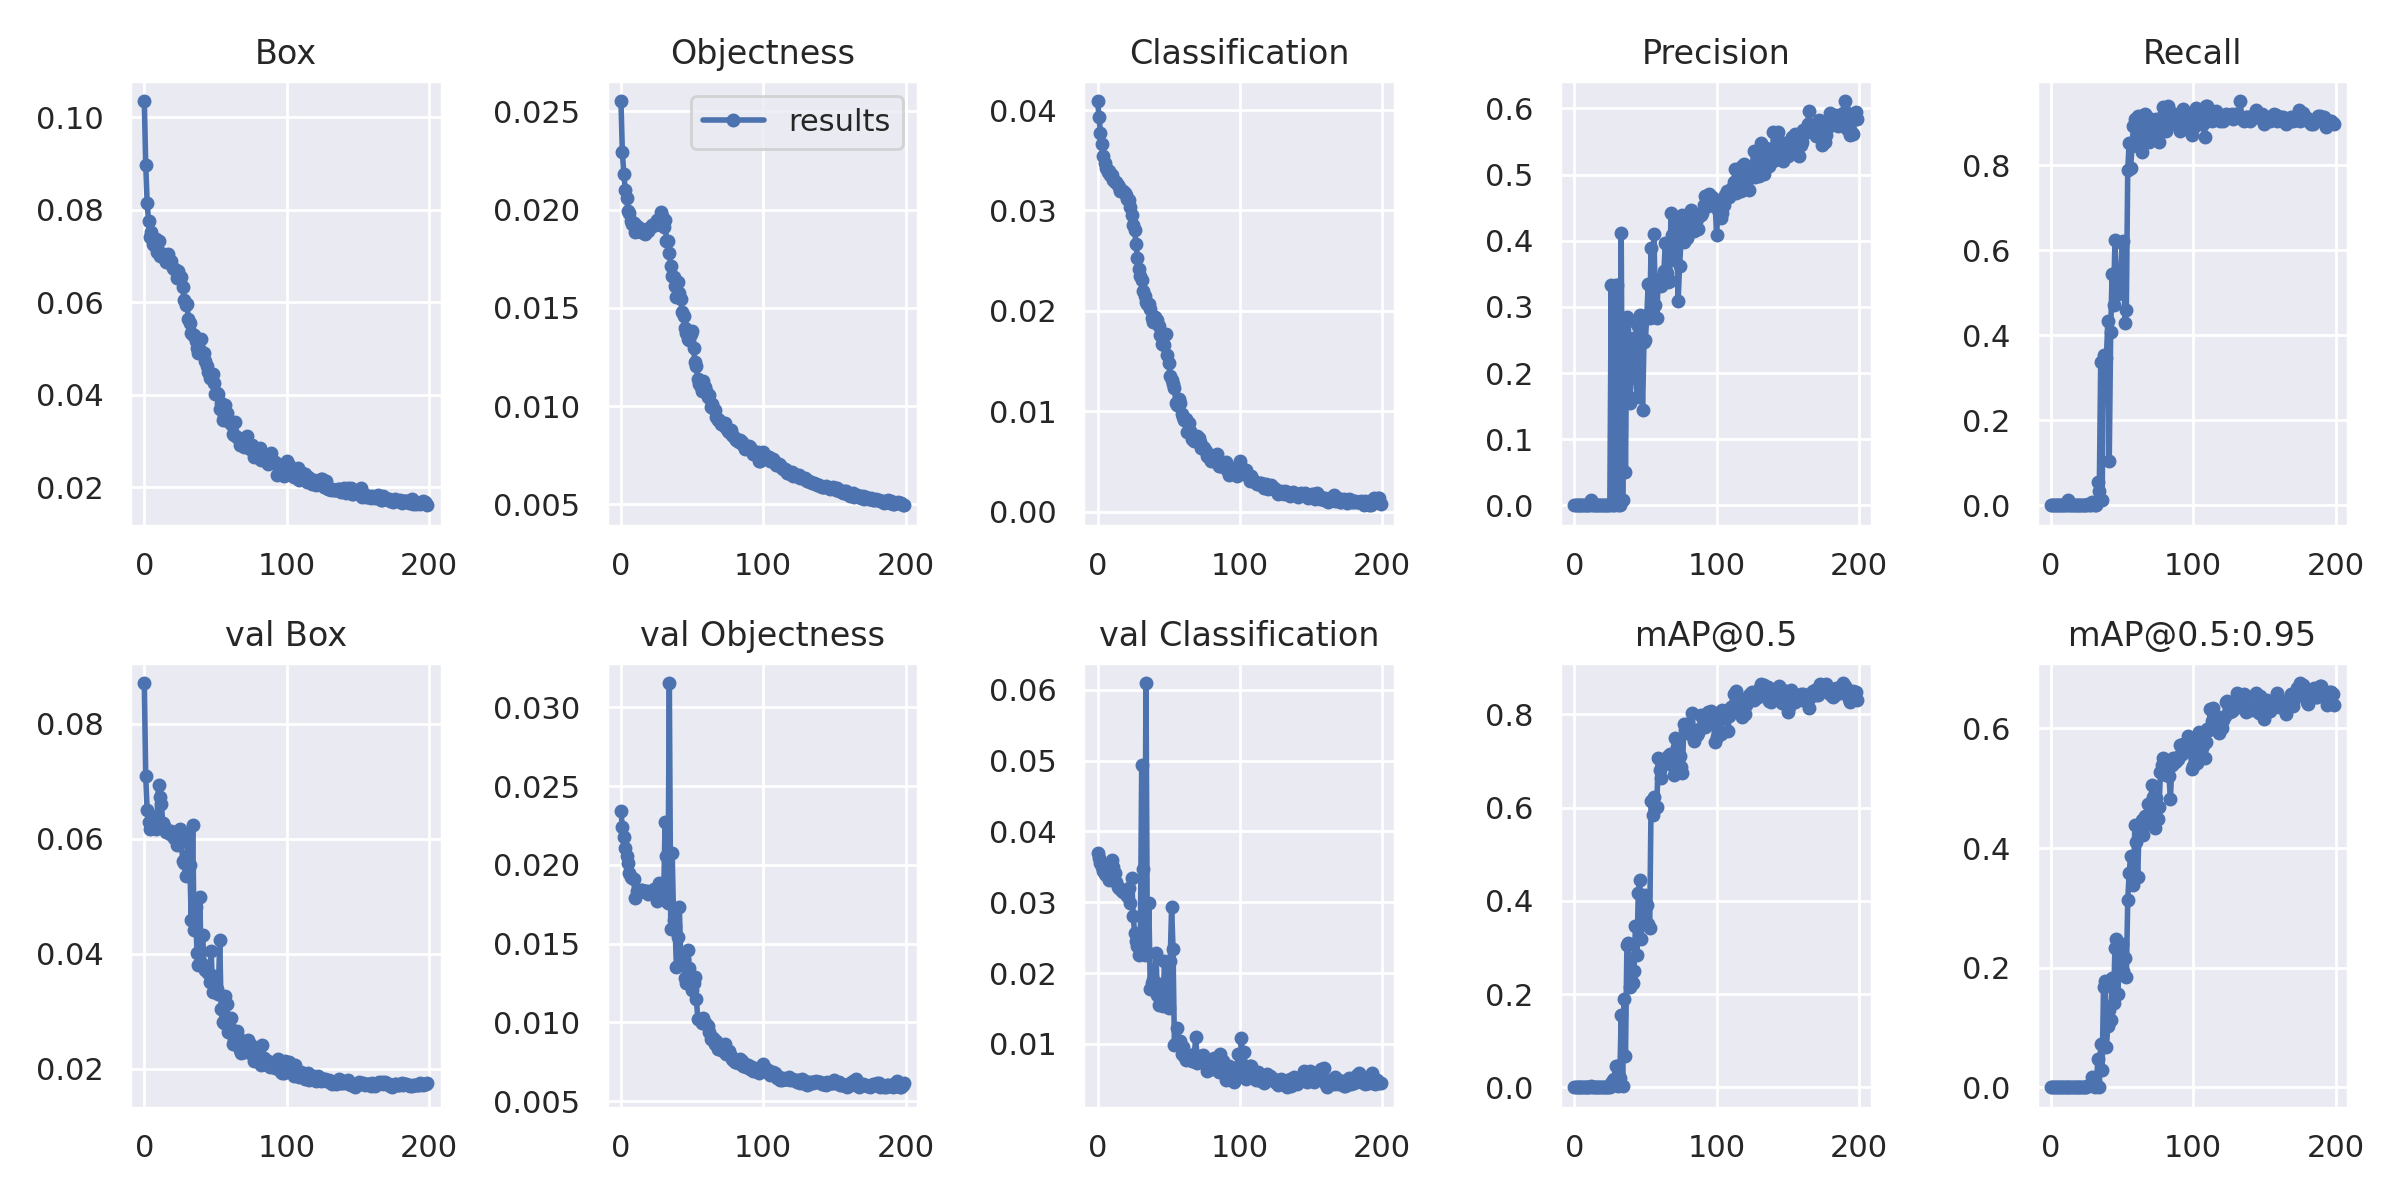 Box
0.10
0.08
0.06
0.04
0.02
0 100 200
Objectness
results
0.025
0.020
0.015
0.010
0.005
0 100 200
Classification
0.04
0.03
0.02
0.01
0.00
0 100 200
Precision
0.6
0.5
0.4
0.3
0.2
0.1
0.0
0 100 200
Recall
0.8
0.6
0.4
0.2
0.0
0 100 200
val Box
0.08
0.06
0.04
0.02
0 100 200
val Objectness
0.030
0.025
0.020
0.015
0.010
0.005
0 100 200
val Classification
0.06
0.05
0.04
0.03
0.02
0.01
0 100 200
mAP@0.5
0.8
0.6
0.4
0.2
0.0
0 100 200
mAP@0.5:0.95
0.6
0.4
0.2
0.0
0 100 200